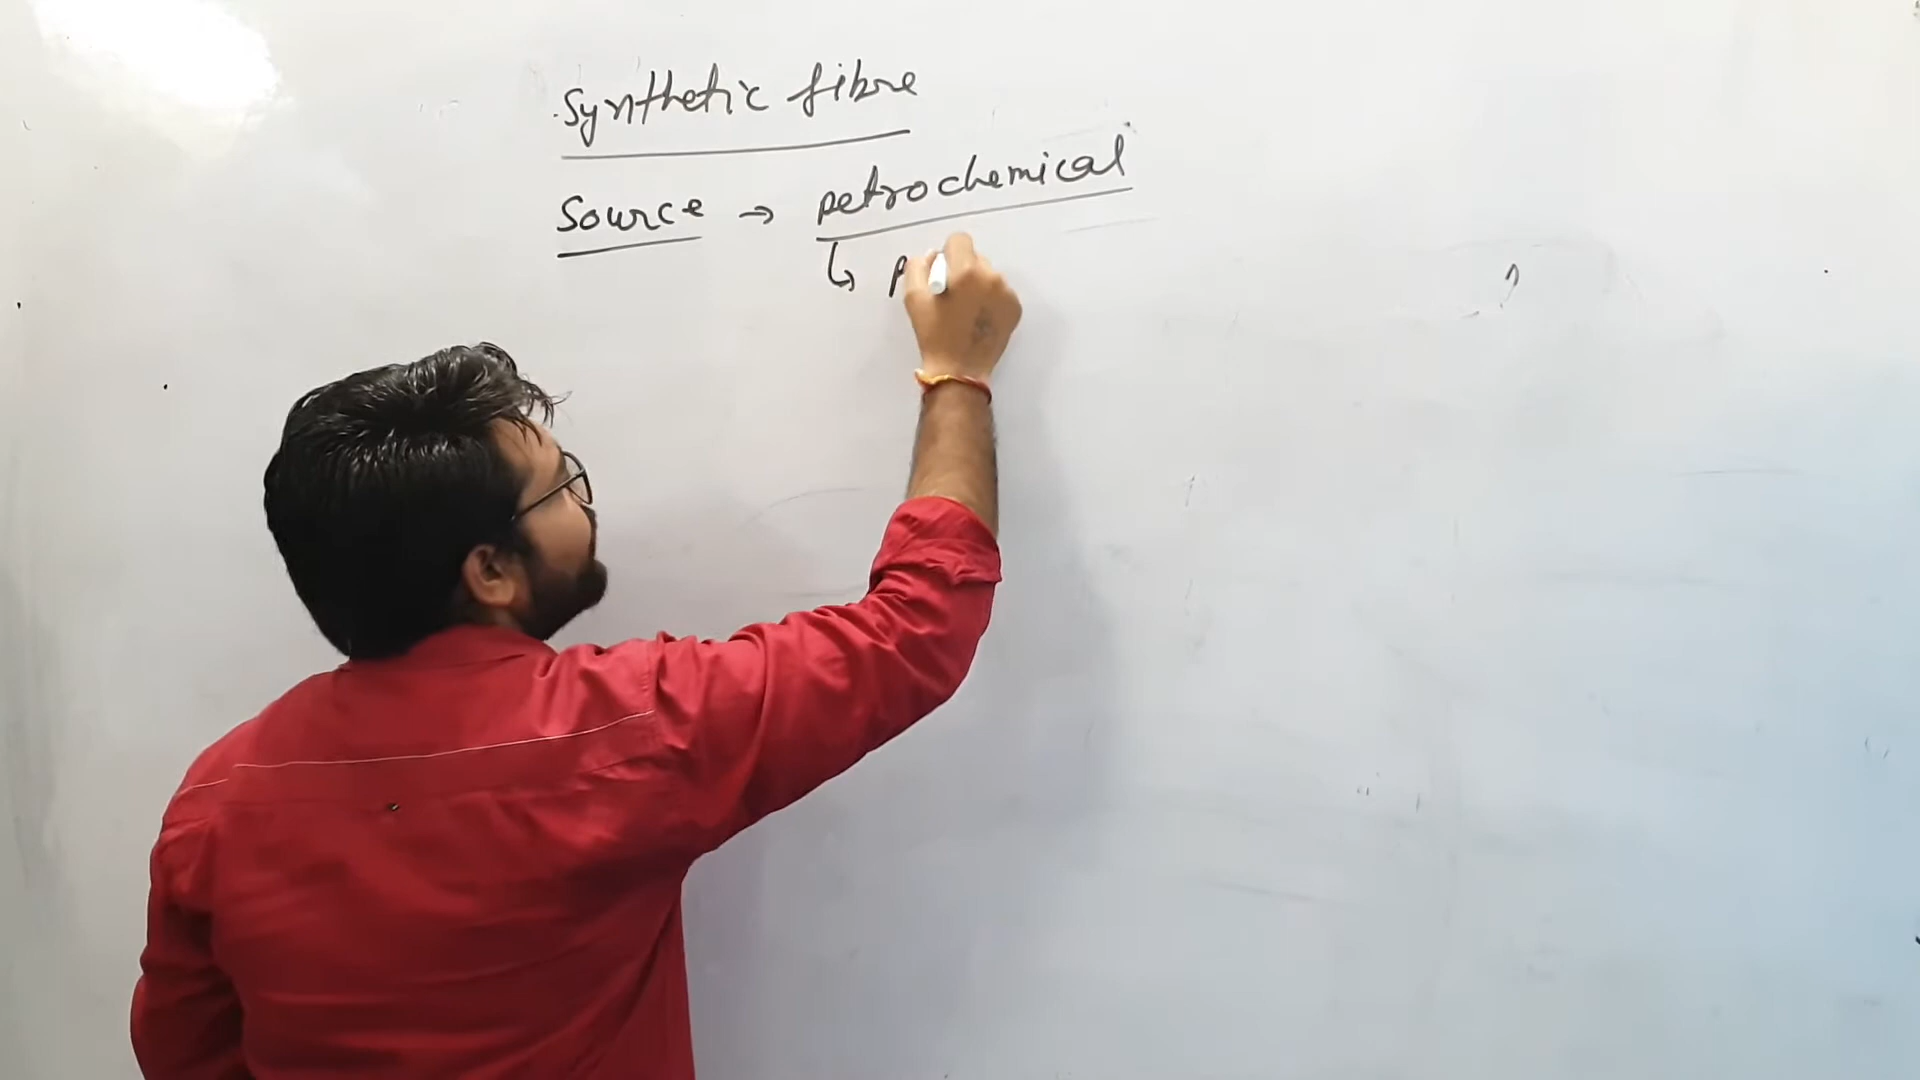 Synthetic fibre
Source → petrochemical
↳ p